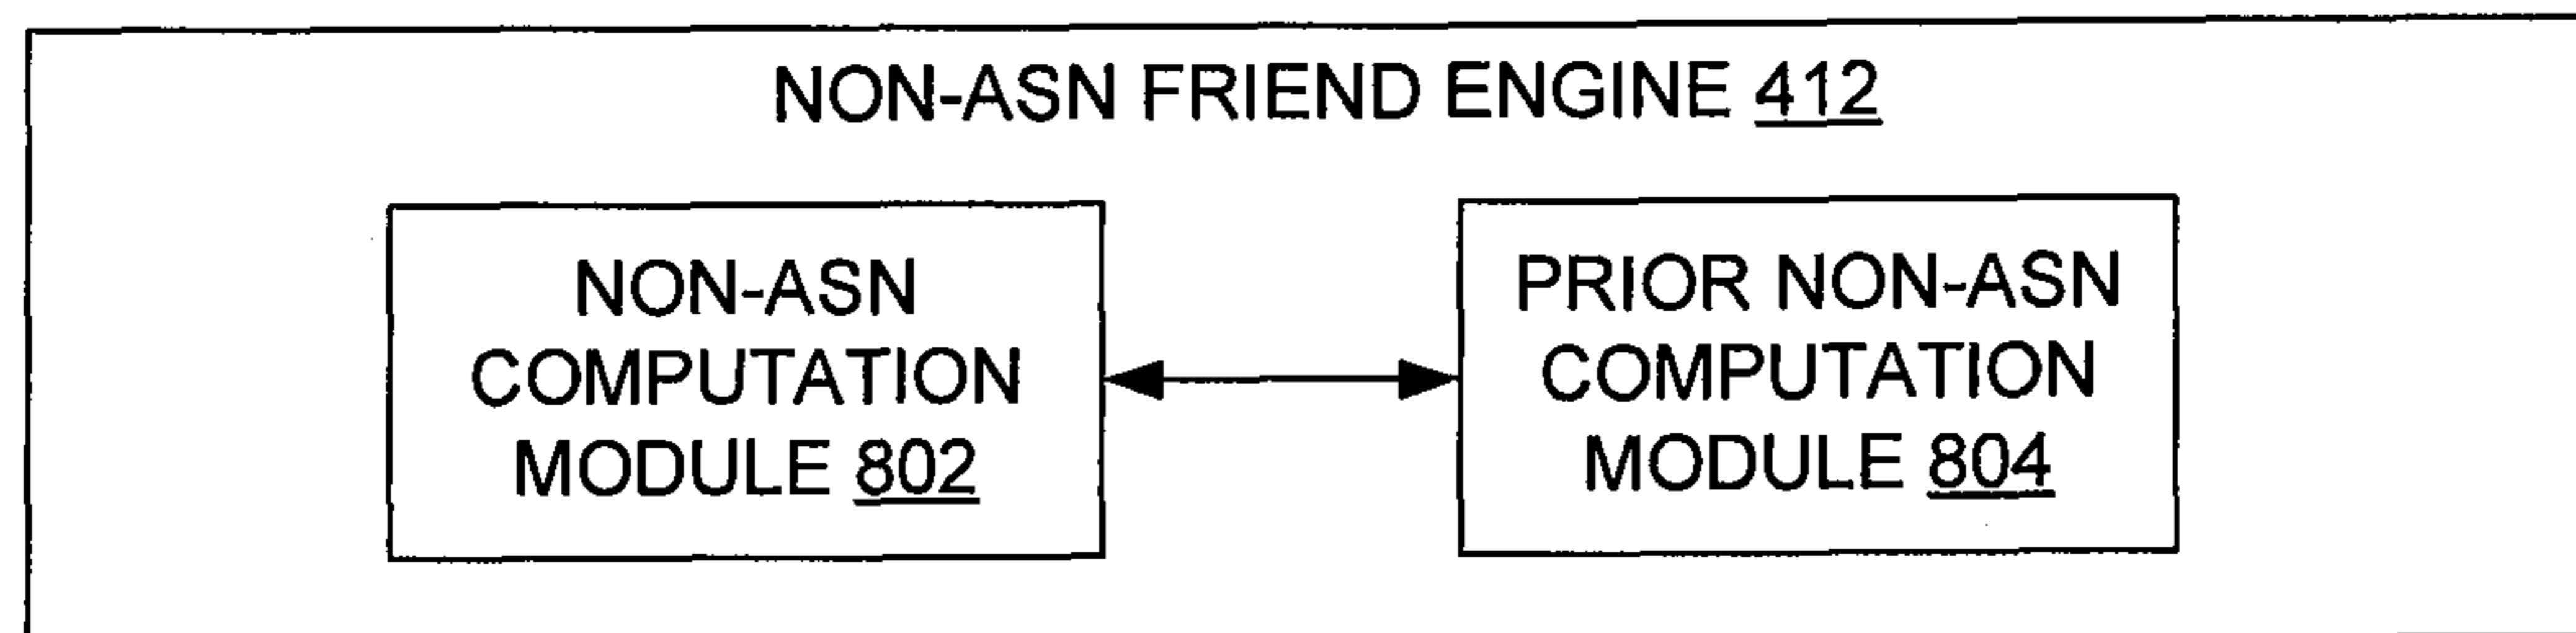 NON-ASN FRIEND ENGINE 412
NON-ASN
COMPUTATION
MODULE 802
PRIOR NON-ASN
COMPUTATION
MODULE 804